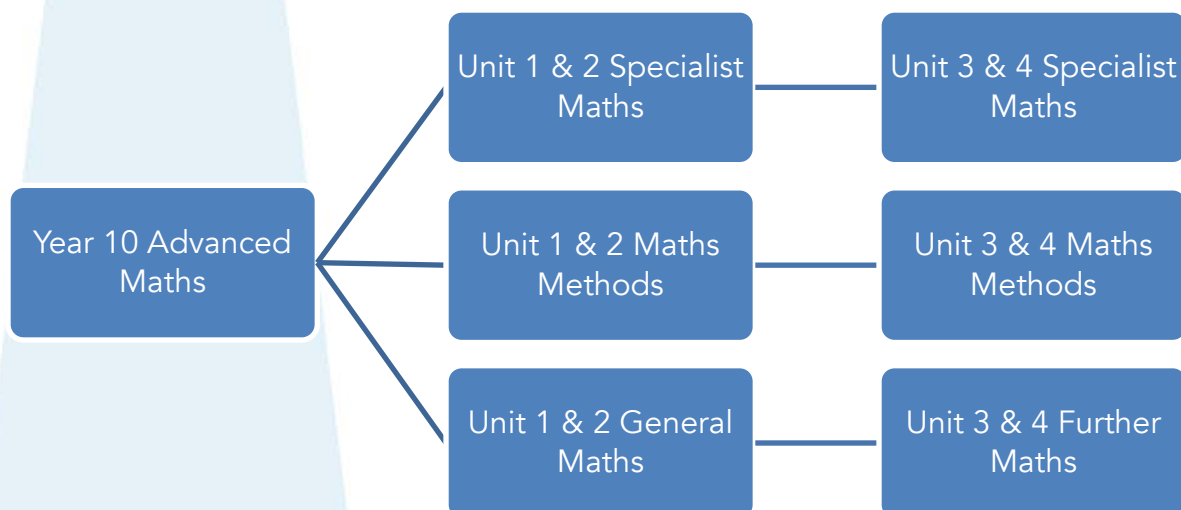 Unit 1 & 2 Specialist
Maths
Unit 3 & 4 Specialist
Maths
Year 10 Advanced
Maths
Unit 1 & 2 Maths
Methods
Unit 3 & 4 Maths
Methods
Unit 1 & 2 General
Maths
Unit 3 & 4 Further
Maths